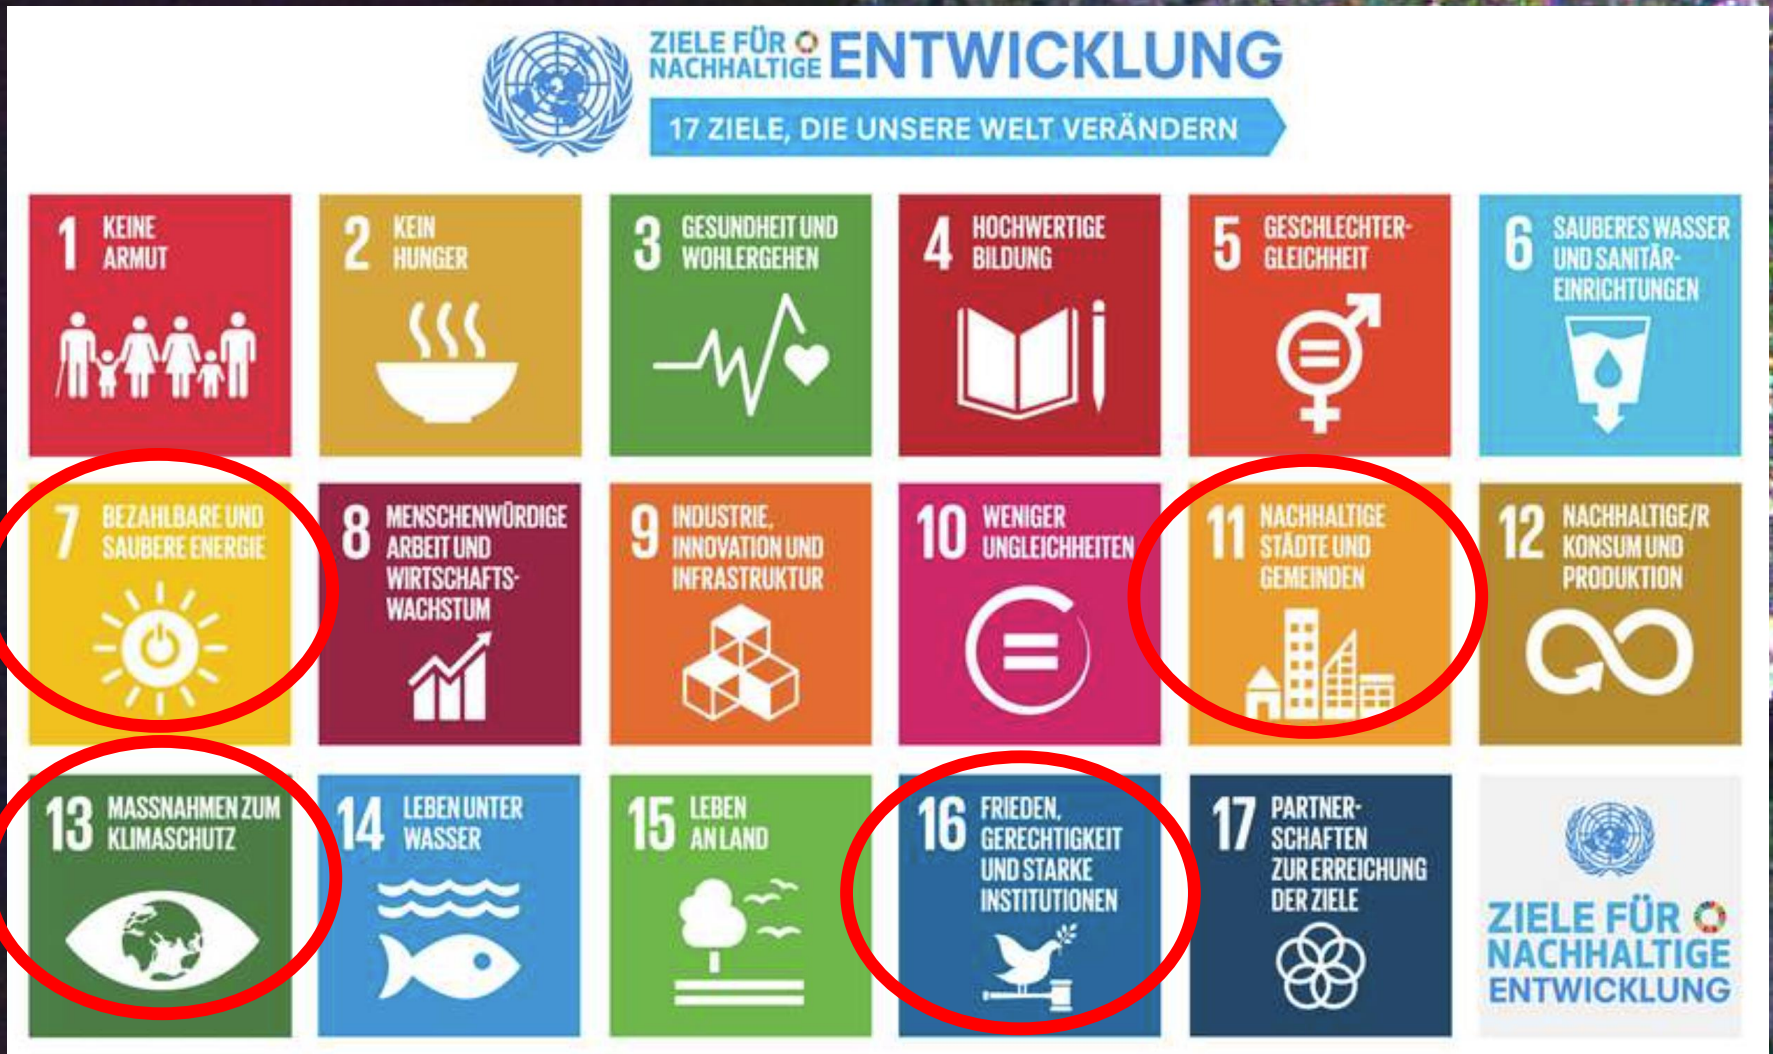 ZIELE FÜR
NACHHALTIGE
ENTWICKLUNG
17 ZIELE, DIE UNSERE WELT VERÄNDERN
1 KEINE
ARMUT
2 KEIN
HUNGER
3 GESUNDHEIT UND
WOHLERGEHEN
4 HOCHWERTIGE
BILDUNG
5 GESCHLECHTER-
GLEICHHEIT
6 SAUBERES WASSER
UND SANITÄR-
EINRICHTUNGEN
7 BEZAHLBARE UND
SAUBERE ENERGIE
8 MENSCHENWÜRDIGE
ARBEIT UND
WIRTSCHAFTS-
WACHSTUM
9 INDUSTRIE,
INNOVATION UND
INFRASTRUKTUR
10 WENIGER
UNGLEICHHEITEN
11 NACHHALTIGE
STÄDTE UND
GEMEINDEN
12 NACHHALTIGE/R
KONSUM UND
PRODUKTION
13 MASSNAHMEN ZUM
KLIMASCHUTZ
14 LEBEN UNTER
WASSER
15 LEBEN
AN LAND
16 FRIEDEN,
GERECHTIGKEIT
UND STARKE
INSTITUTIONEN
17 PARTNER-
SCHAFTEN
ZUR ERREICHUNG
DER ZIELE
ZIELE FÜR
NACHHALTIGE
ENTWICKLUNG